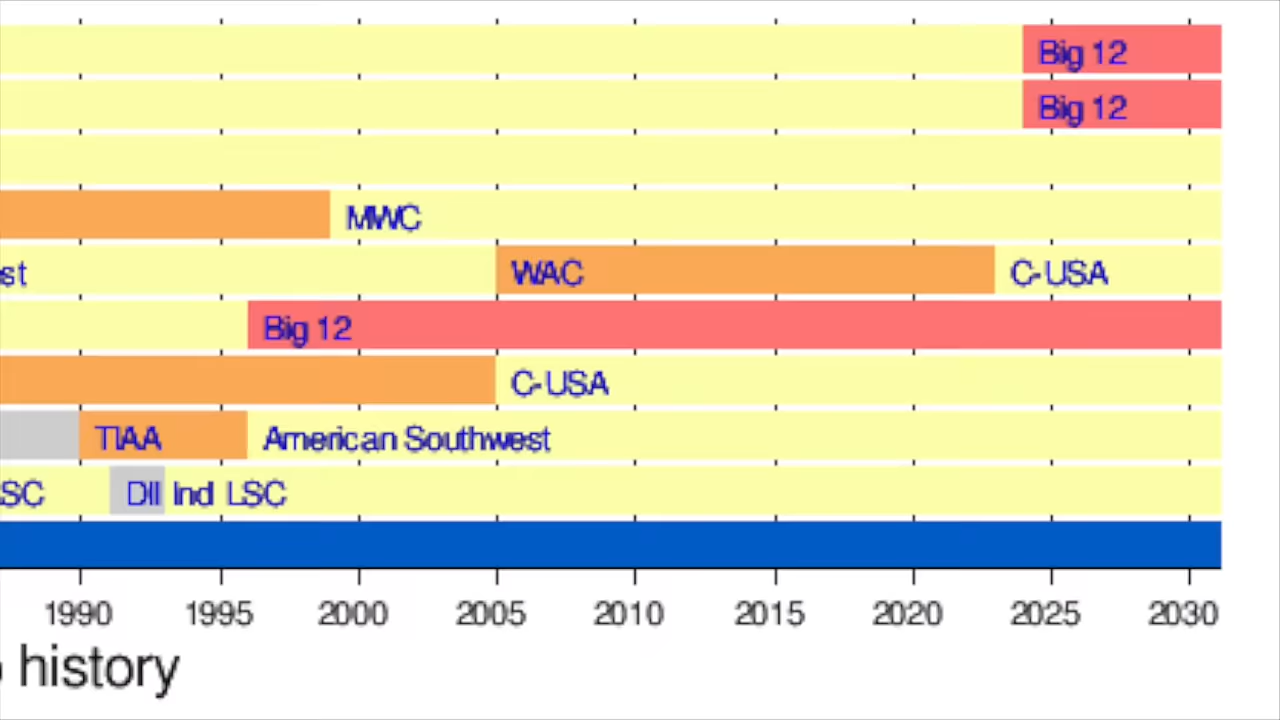 Big 12
Big 12
MWC
st WAC C-USA
Big 12
C-USA
TIAA American Southwest
SC DII Ind LSC
1990 1995 2000 2005 2010 2015 2020 2025 2030
history